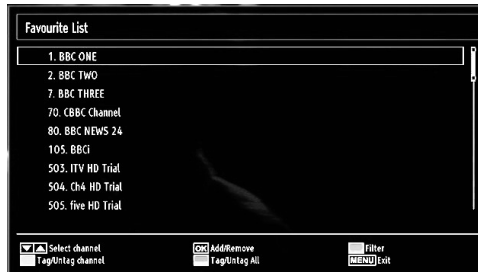 Favourite List
1. BBC ONE
2. BBC TWO
7. BBC THREE
70. CBBC Channel
80. BBC NEWS 24
105. BBCi
503. ITV HD Trial
504. Ch4 HD Trial
505. five HD Trial
Select channel OK Add/Remove Filter
Tag/Untag channel Tag/Untag All MENU Exit